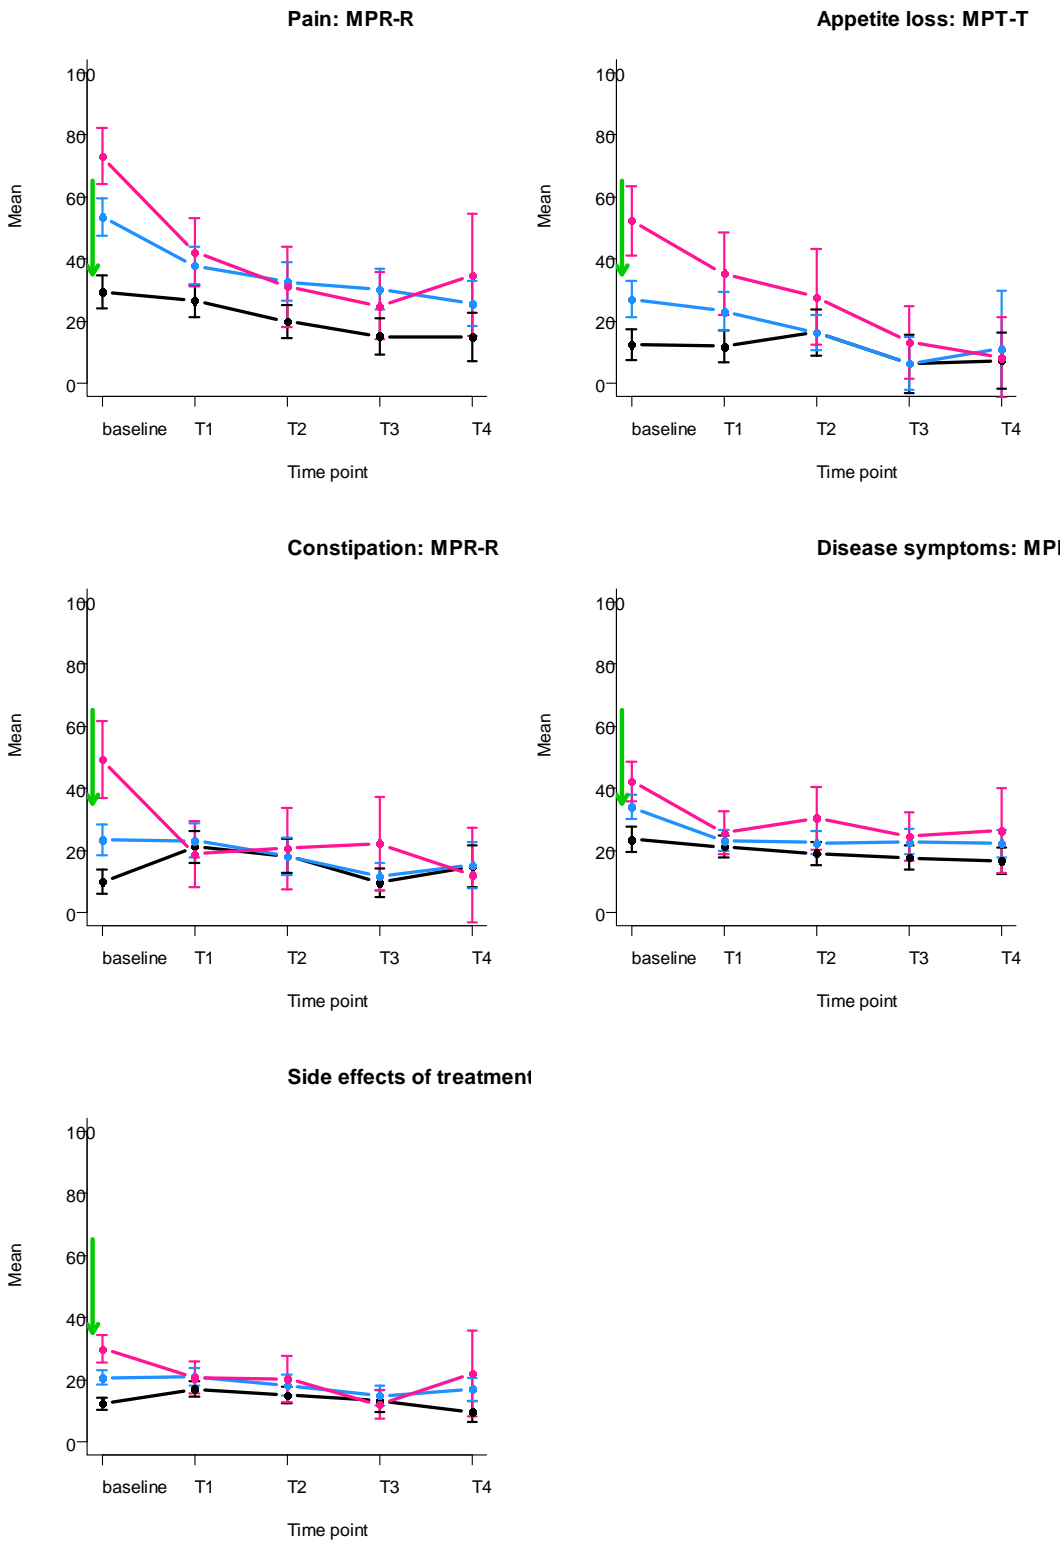 Pain: MPR-R
Mean
100
80
60
40
20
0
baseline T1 T2 T3 T4
Time point
Appetite loss: MPT-T
Mean
100
80
60
40
20
0
baseline T1 T2 T3 T4
Time point
Constipation: MPR-R
Mean
100
80
60
40
20
0
baseline T1 T2 T3 T4
Time point
Disease symptoms:
Mean
100
80
60
40
20
0
baseline T1 T2 T3 T4
Time point
Side effects of treatment
Mean
100
80
60
40
20
0
baseline T1 T2 T3 T4
Time point